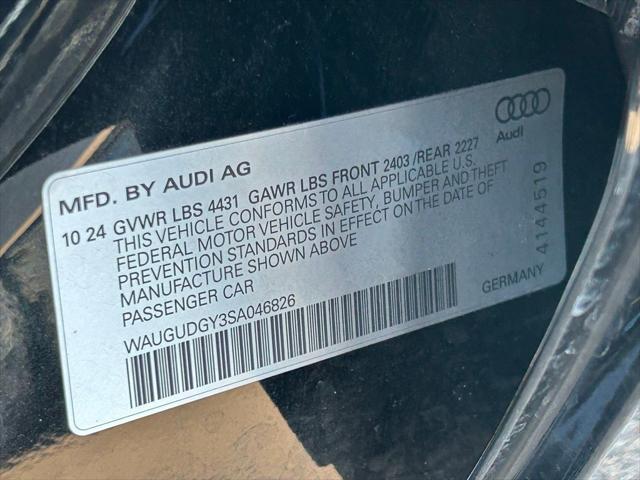 Audi
MFD. BY AUDI AG
10 24 GVWR LBS 4431 GAWR LBS FRONT 2403 /REAR 2227
THIS VEHICLE CONFORMS TO ALL APPLICABLE U.S.
FEDERAL MOTOR VEHICLE SAFETY, BUMPER AND THEFT
PREVENTION STANDARDS IN EFFECT ON THE DATE OF
MANUFACTURE SHOWN ABOVE
PASSENGER CAR
WAUGUDGY3SA046826
GERMANY
4144519